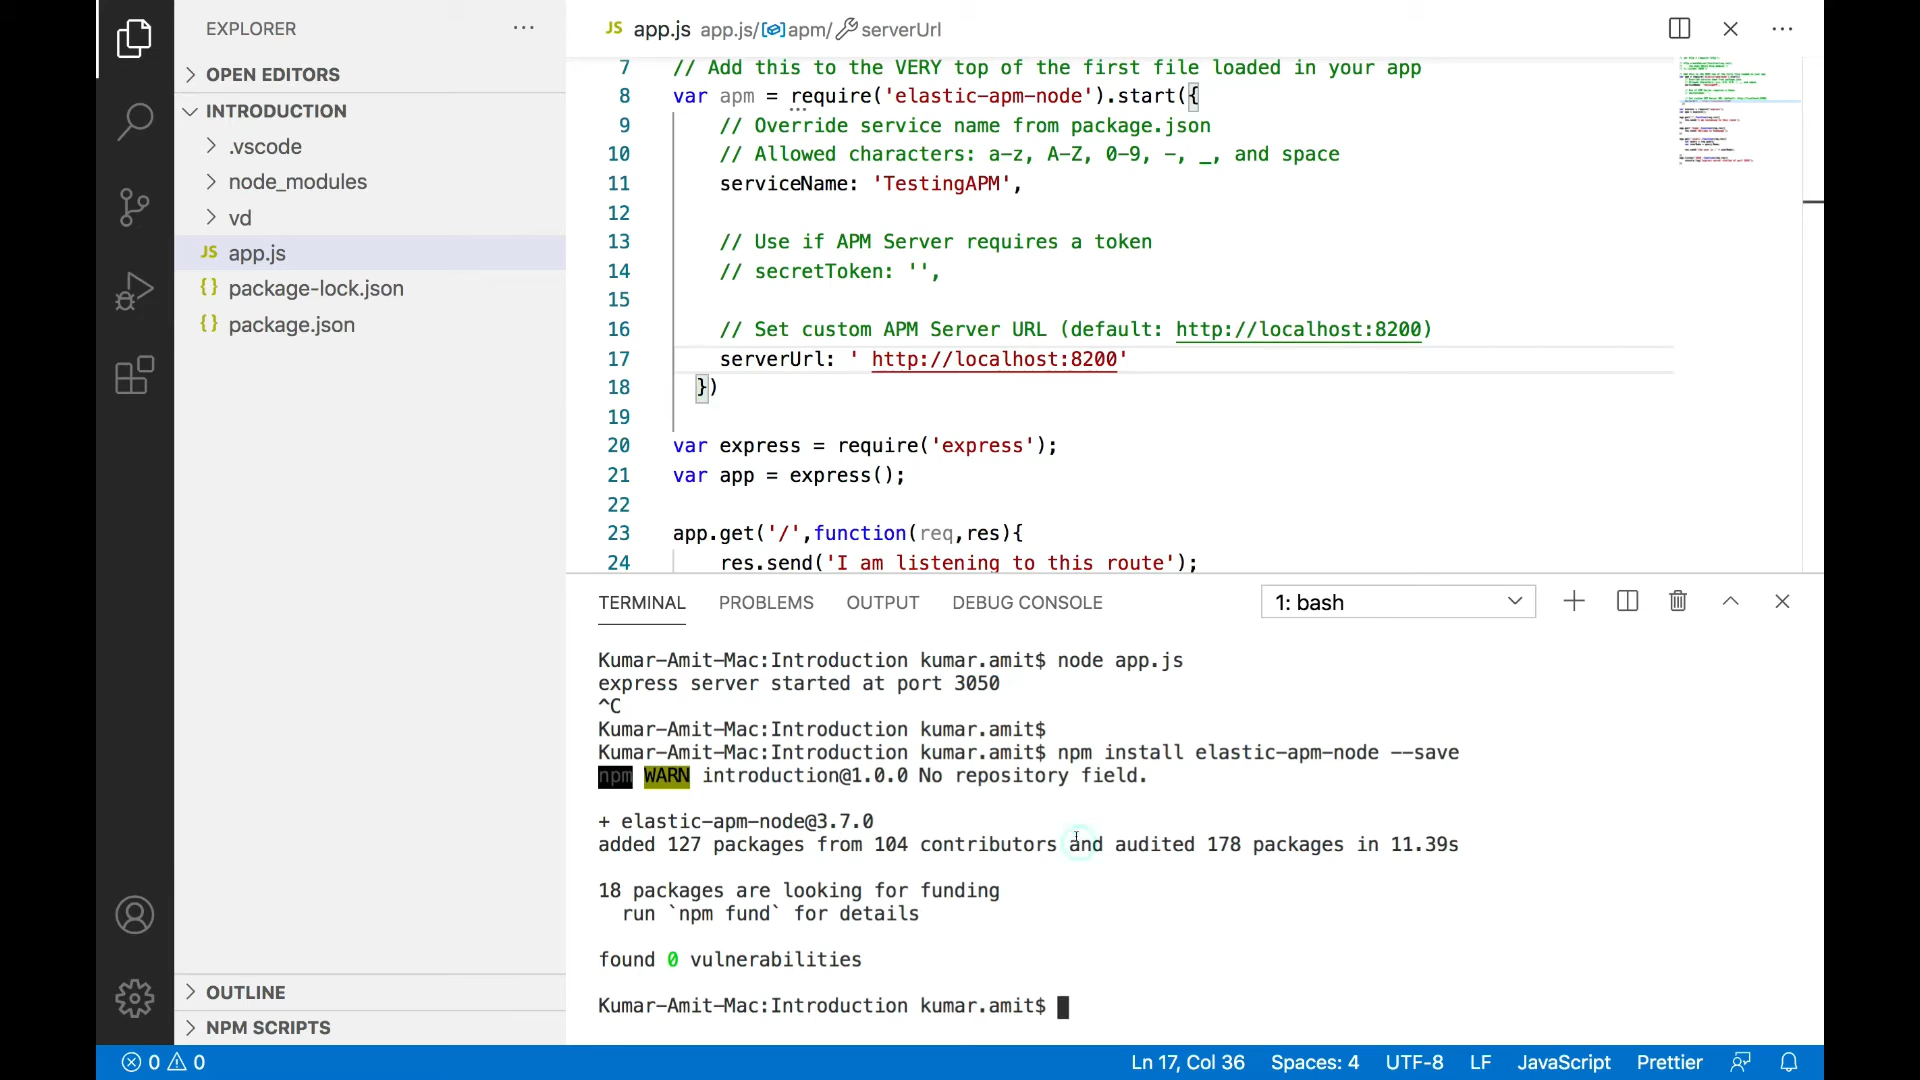 EXPLORER
OPEN EDITORS
INTRODUCTION
.vscode
node_modules
vd
JS app.js
{} package-lock.json
{} package.json
OUTLINE
NPM SCRIPTS
JS app.js app.js/apm/serverUrl
7 // Add this to the VERY top of the first file loaded in your app
8 var apm = require('elastic-apm-node').start({
9 // Override service name from package.json
10 // Allowed characters: a-z, A-Z, 0-9, -, _, and space
11 serviceName: 'TestingAPM',
12
13 // Use if APM Server requires a token
14 // secretToken: '',
15
16 // Set custom APM Server URL (default: http://localhost:8200)
17 serverUrl: ' http://localhost:8200'
18 })
19
20 var express = require('express');
21 var app = express();
22
23 app.get('/',function(req,res){
24 res.send('I am listening to this route');
TERMINAL PROBLEMS OUTPUT DEBUG CONSOLE 1: bash
Kumar-Amit-Mac:Introduction kumar.amit$ node app.js
express server started at port 3050
^C
Kumar-Amit-Mac:Introduction kumar.amit$
Kumar-Amit-Mac:Introduction kumar.amit$ npm install elastic-apm-node --save
npm WARN introduction@1.0.0 No repository field.
+ elastic-apm-node@3.7.0
added 127 packages from 104 contributors and audited 178 packages in 11.39s
18 packages are looking for funding
run `npm fund` for details
found 0 vulnerabilities
Kumar-Amit-Mac:Introduction kumar.amit$
0 0 Ln 17, Col 36 Spaces: 4 UTF-8 LF JavaScript Prettier